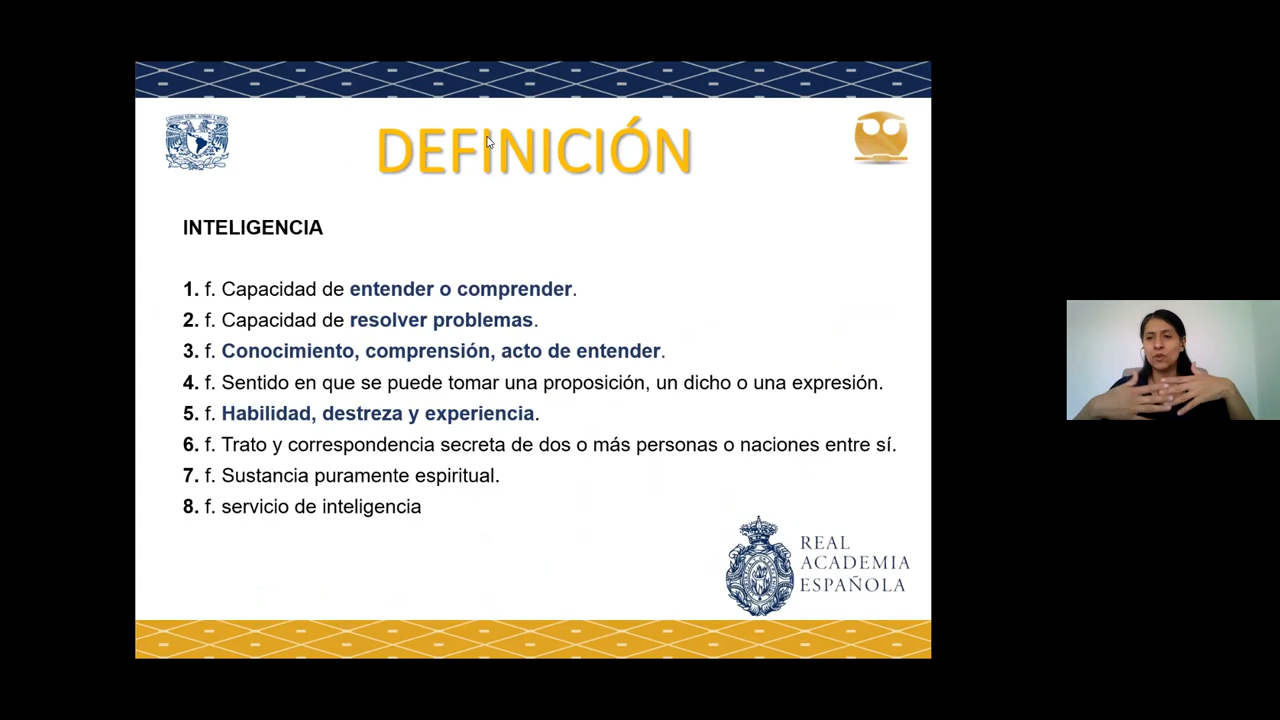 DEFINICIÓN
INTELIGENCIA
1. f. Capacidad de entender o comprender.
2. f. Capacidad de resolver problemas.
3. f. Conocimiento, comprensión, acto de entender.
4. f. Sentido en que se puede tomar una proposición, un dicho o una expresión.
5. f. Habilidad, destreza y experiencia.
6. f. Trato y correspondencia secreta de dos o más personas o naciones entre sí.
7. f. Sustancia puramente espiritual.
8. f. servicio de inteligencia
REAL
ACADEMIA
ESPAÑOLA